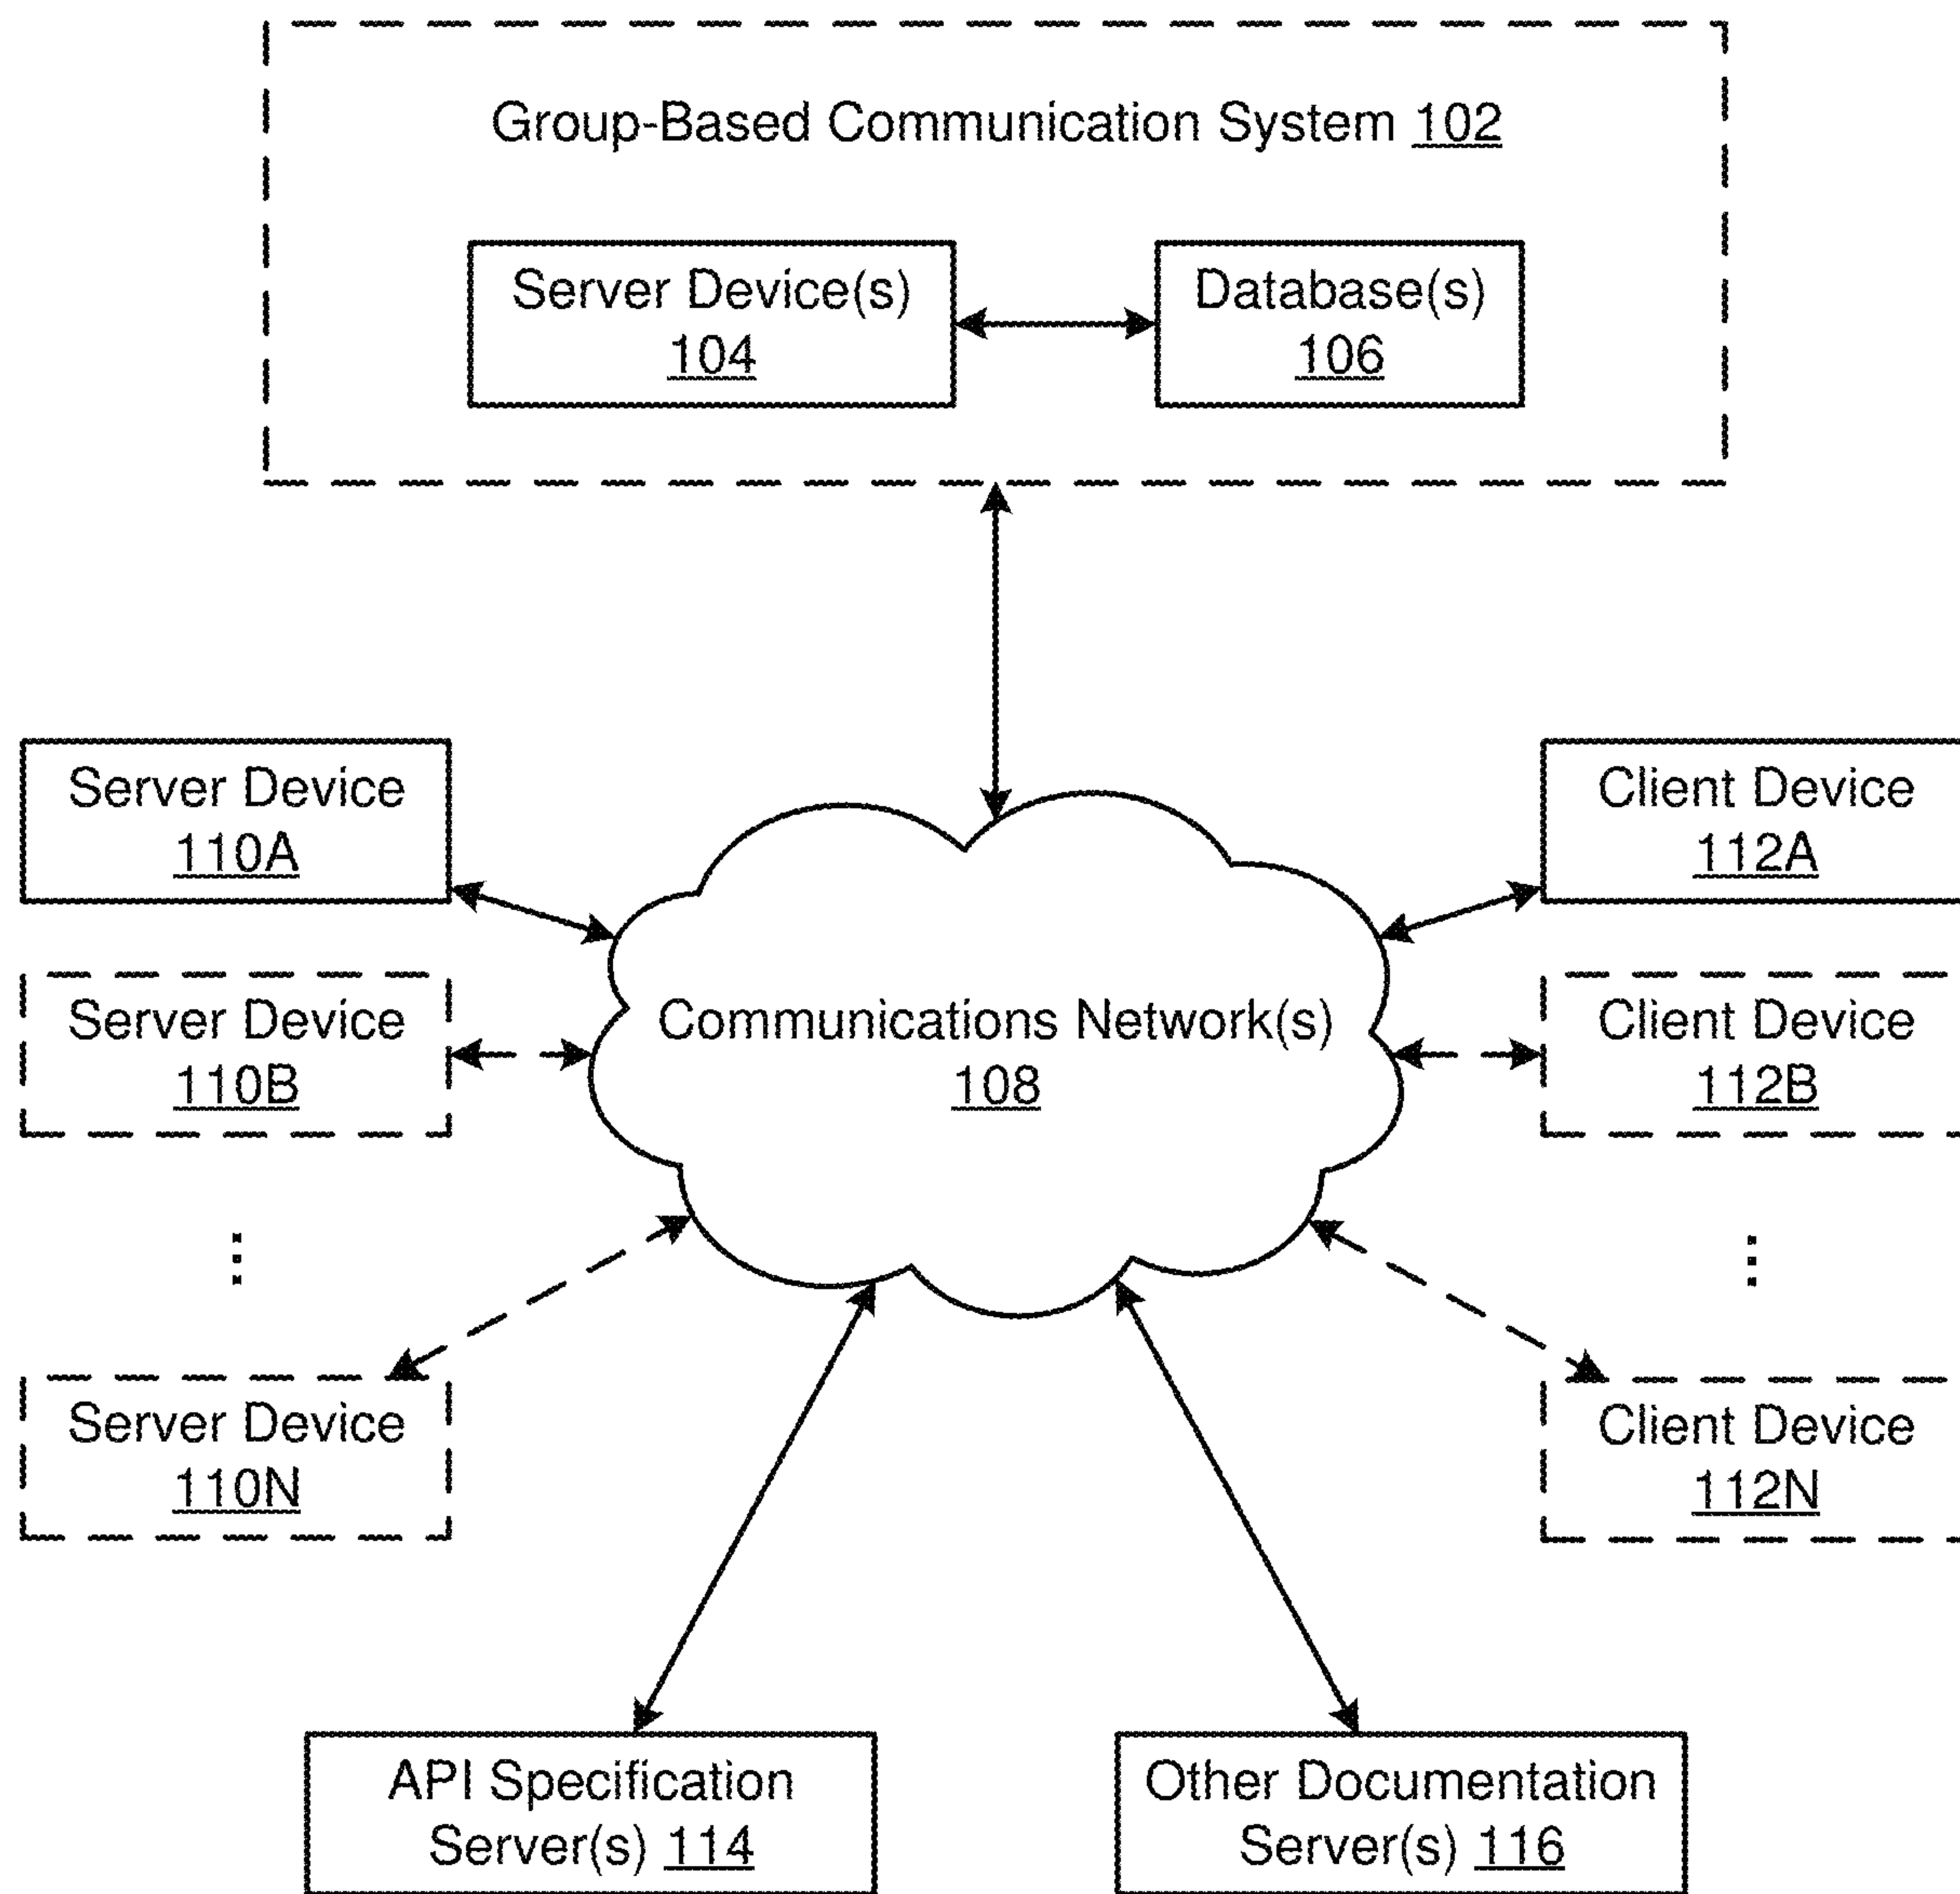 Group-Based Communication System 102
Server Device(s)
104
Database(s)
106
Server Device
110A
Client Device
112A
Communications Network(s)
108
Server Device
110B
Client Device
112B
Server Device
110N
Client Device
112N
API Specification
Server(s) 114
Other Documentation
Server(s) 116